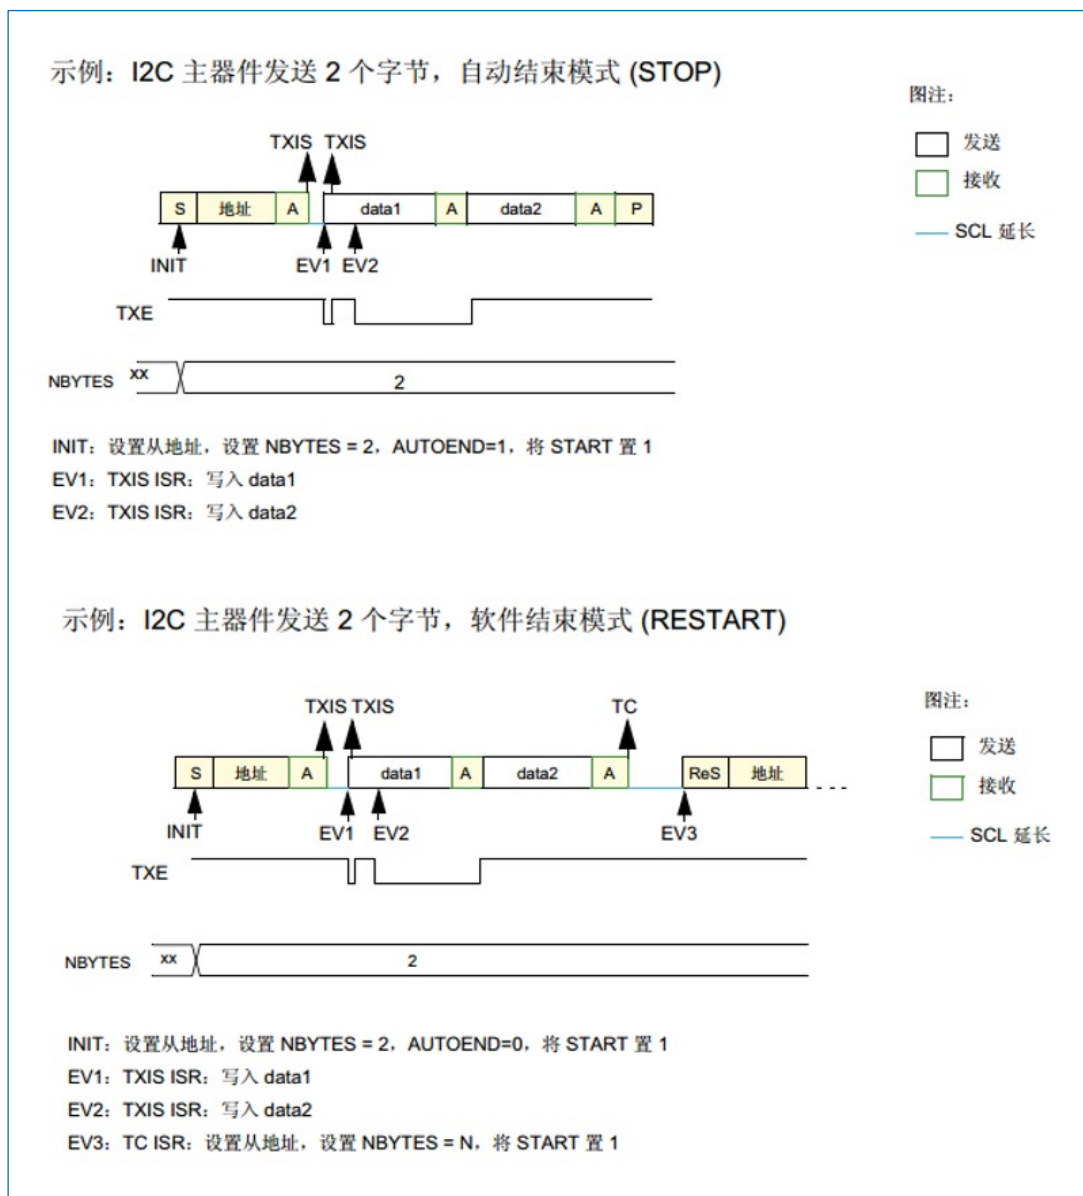 示例：I2C 主器件发送 2 个字节，自动结束模式 (STOP)
图注：
发送
接收
SCL 延长
TXIS TXIS
S 地址 A data1 A data2 A P
INIT EV1 EV2
TXE
NBYTES xx 2
INIT：设置从地址，设置 NBYTES = 2，AUTOEND=1，将 START 置 1
EV1：TXIS ISR：写入 data1
EV2：TXIS ISR：写入 data2
示例：I2C 主器件发送 2 个字节，软件结束模式 (RESTART)
图注：
发送
接收
SCL 延长
TXIS TXIS TC
S 地址 A data1 A data2 A ReS 地址
INIT EV1 EV2 EV3
TXE
NBYTES xx 2
INIT：设置从地址，设置 NBYTES = 2，AUTOEND=0，将 START 置 1
EV1：TXIS ISR：写入 data1
EV2：TXIS ISR：写入 data2
EV3：TC ISR：设置从地址，设置 NBYTES = N，将 START 置 1